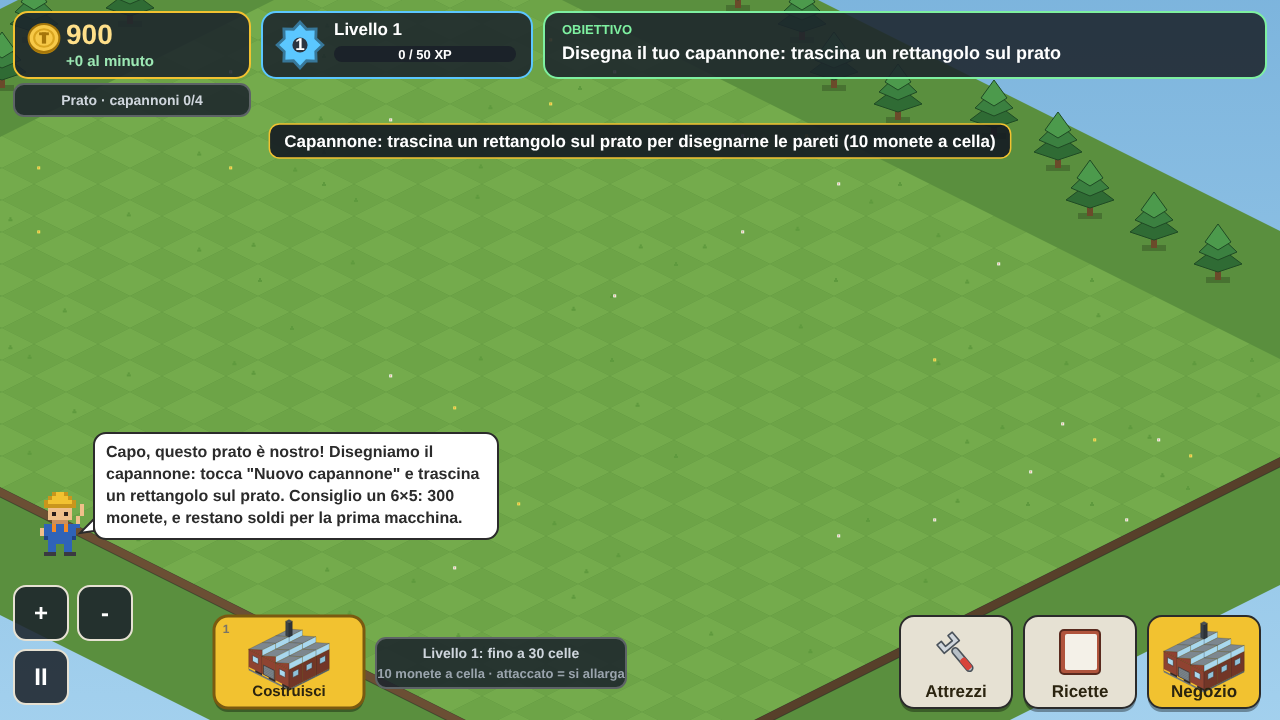 900
+0 al minuto
1
Livello 1
0 / 50 XP
OBIETTIVO
Disegna il tuo capannone: trascina un rettangolo sul prato
Prato · capannoni 0/4
Capannone: trascina un rettangolo sul prato per disegnarne le pareti (10 monete a cella)
Capo, questo prato è nostro! Disegniamo il
capannone: tocca "Nuovo capannone" e trascina
un rettangolo sul prato. Consiglio un 6×5: 300
monete, e restano soldi per la prima macchina.
+
-
II
1
Costruisci
Livello 1: fino a 30 celle
10 monete a cella · attaccato = si allarga
Attrezzi
Ricette
Negozio